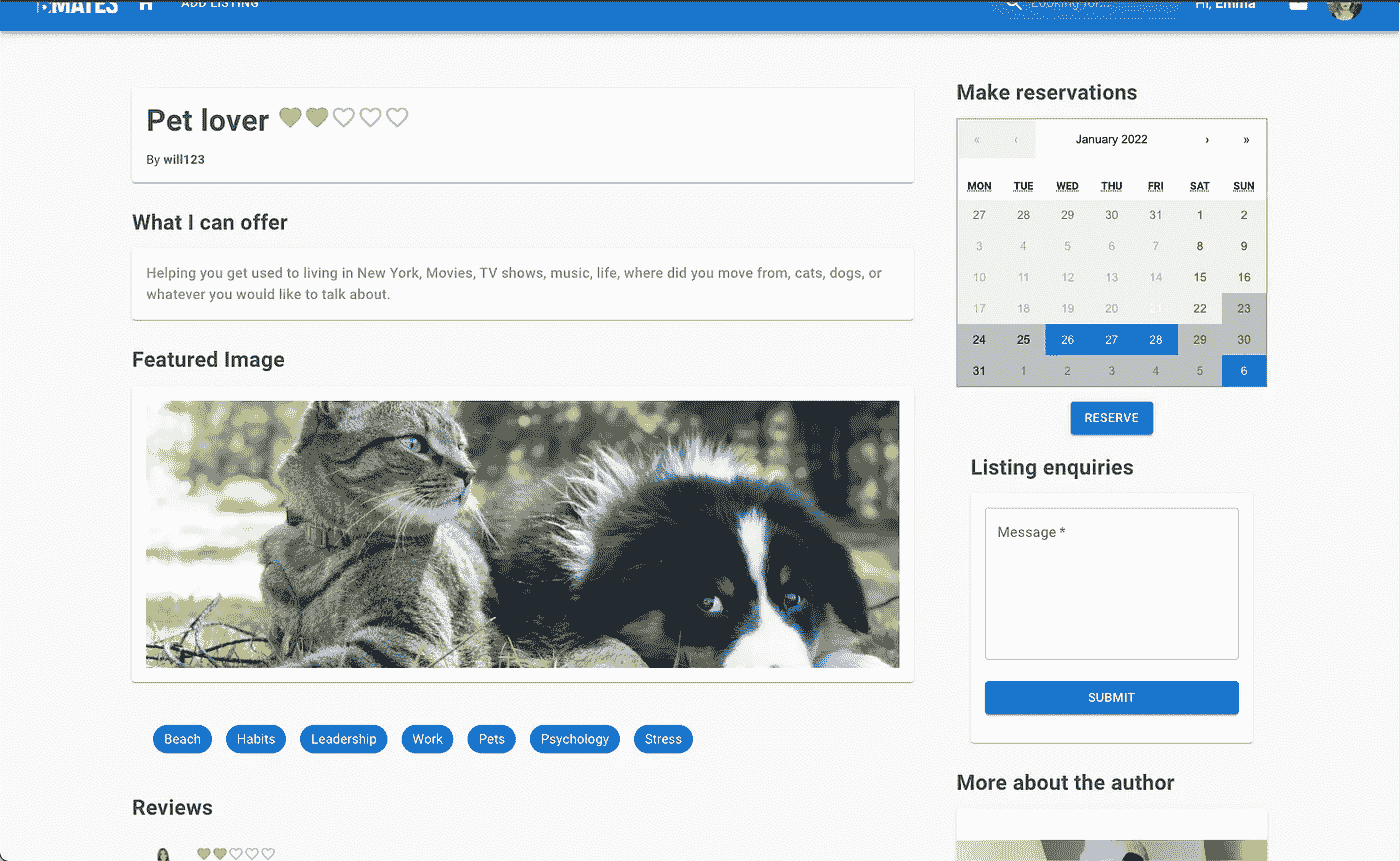 MATES ADD LISTING Looking for... Hi, Emma
Pet lover
By will123
What I can offer
Helping you get used to living in New York, Movies, TV shows, music, life, where did you move from, cats, dogs, or
whatever you would like to talk about.
Featured Image
Beach Habits Leadership Work Pets Psychology Stress
Reviews
Make reservations
« ‹ January 2022 › »
MON TUE WED THU FRI SAT SUN
27 28 29 30 31 1 2
3 4 5 6 7 8 9
10 11 12 13 14 15 16
17 18 19 20 21 22 23
24 25 26 27 28 29 30
31 1 2 3 4 5 6
RESERVE
Listing enquiries
Message *
SUBMIT
More about the author